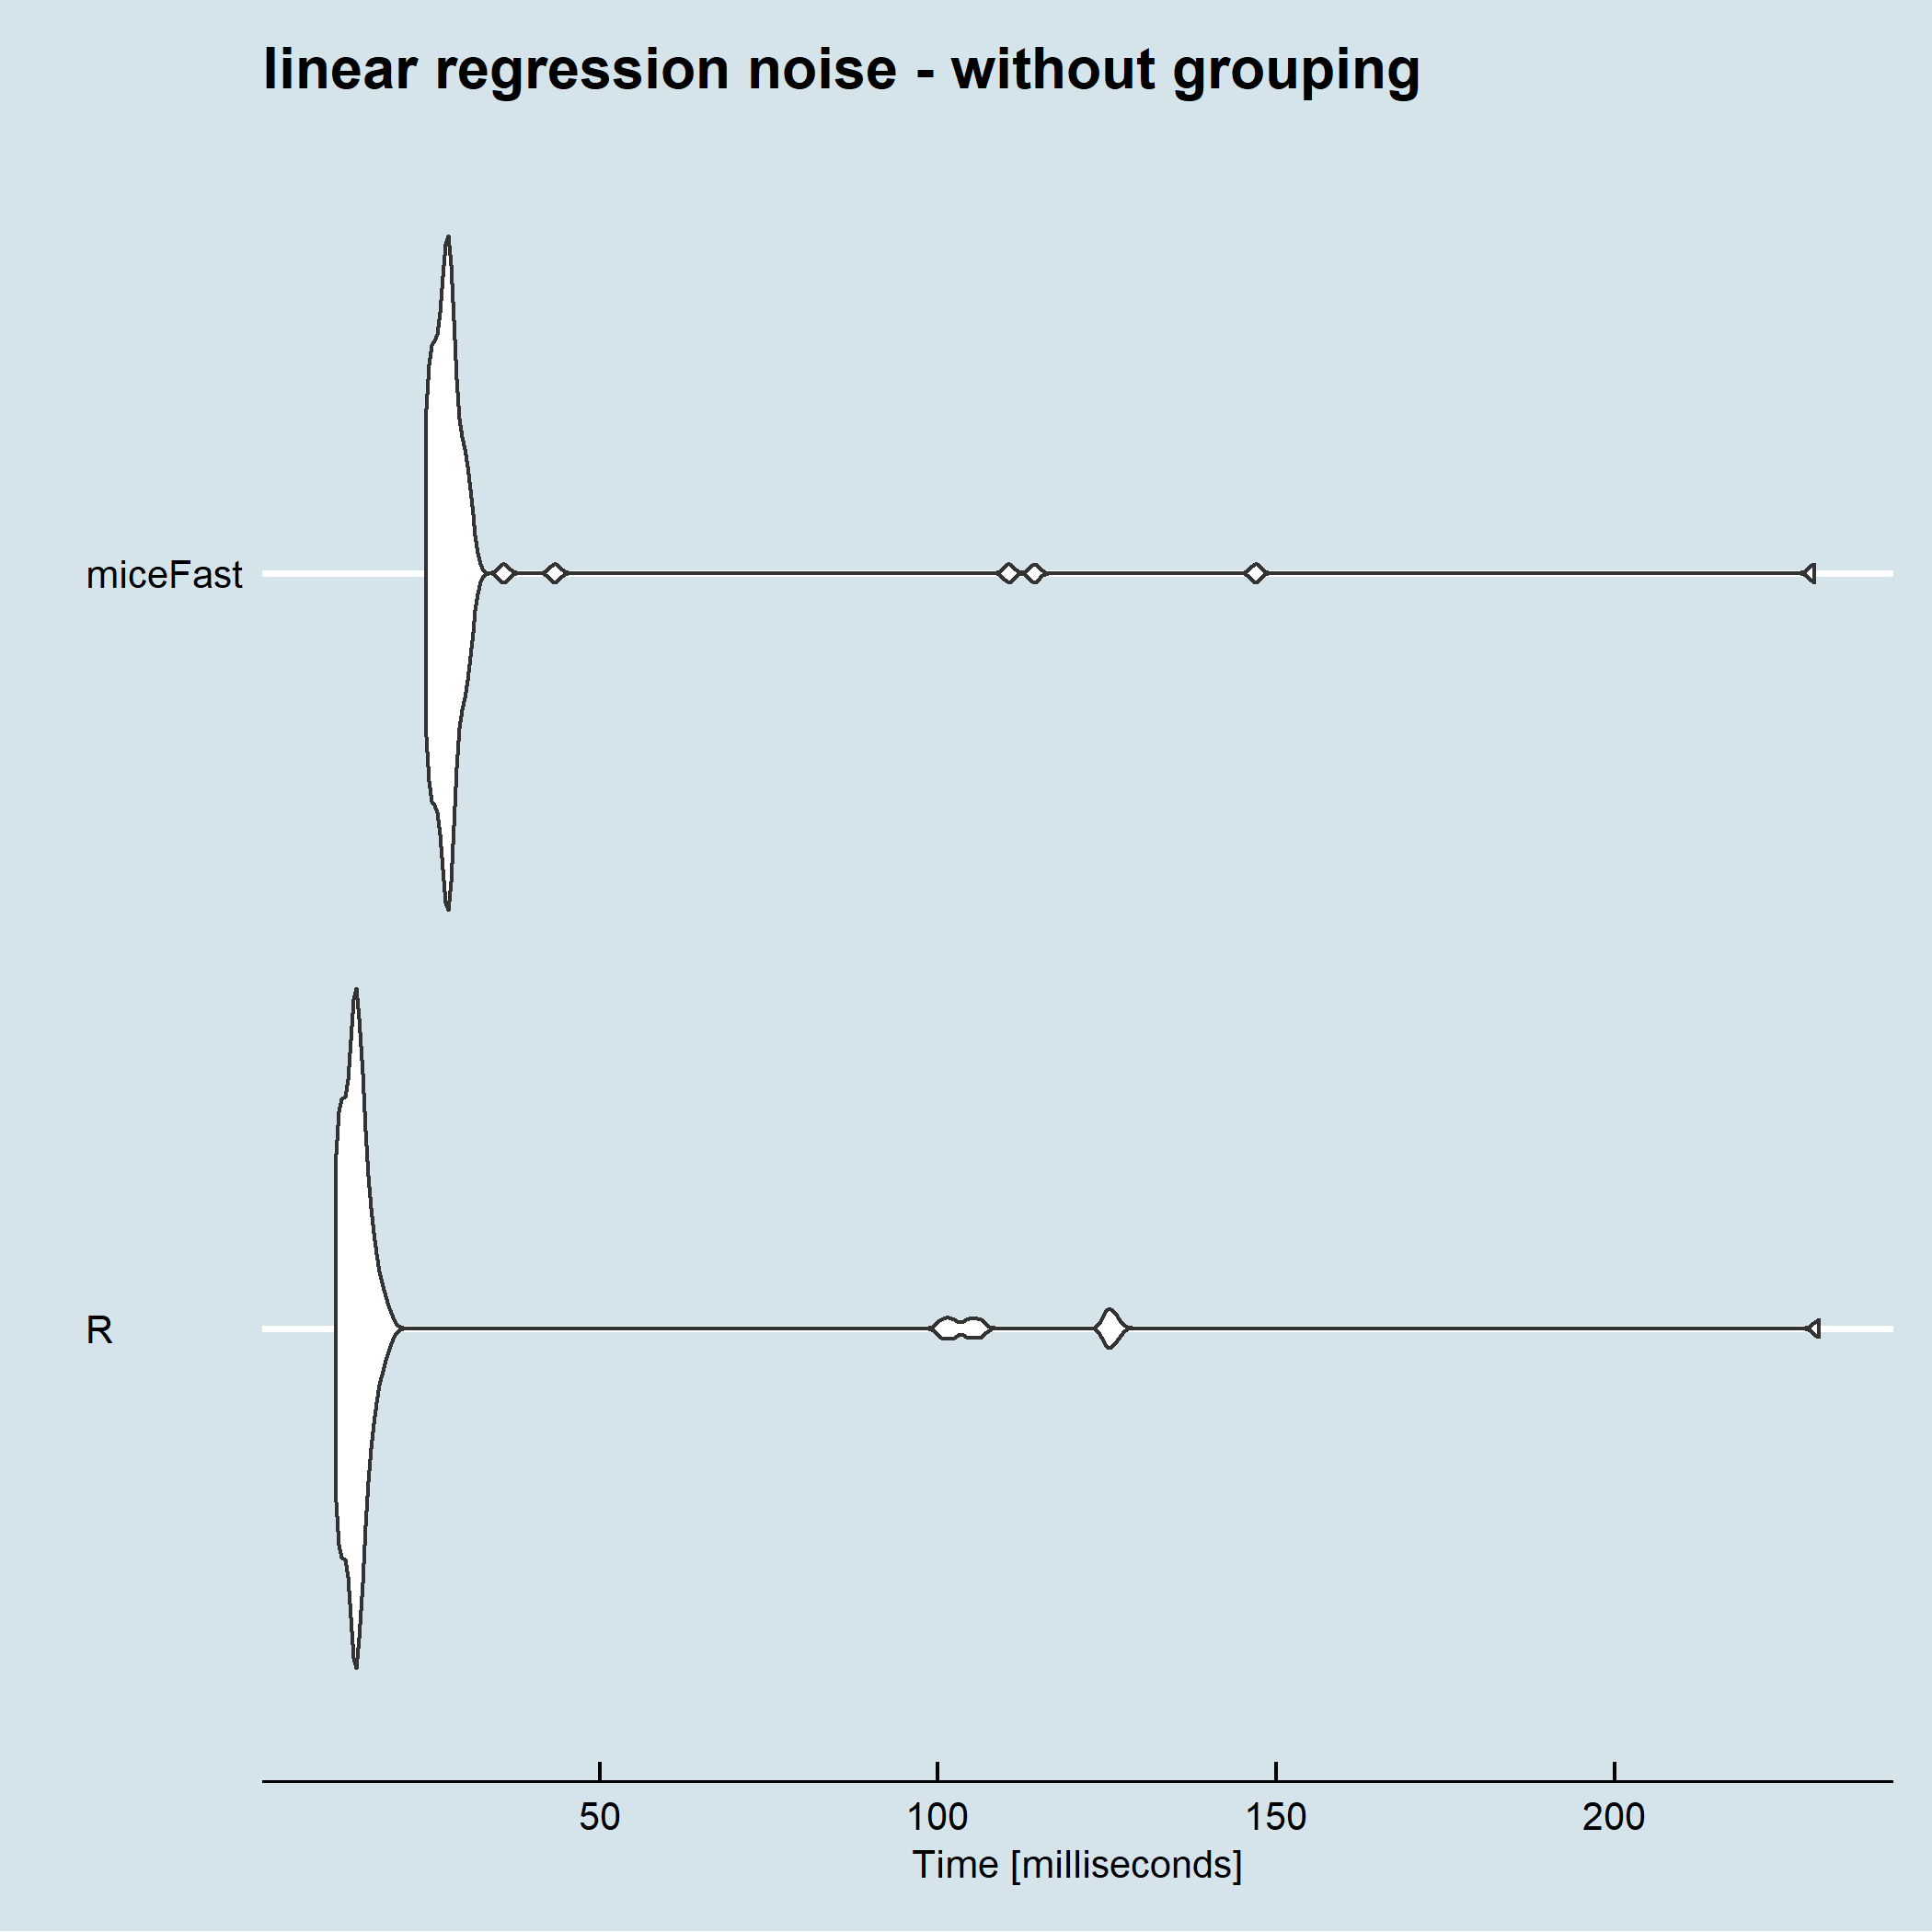 linear regression noise - without grouping
miceFast
R
50 100 150 200
Time [milliseconds]